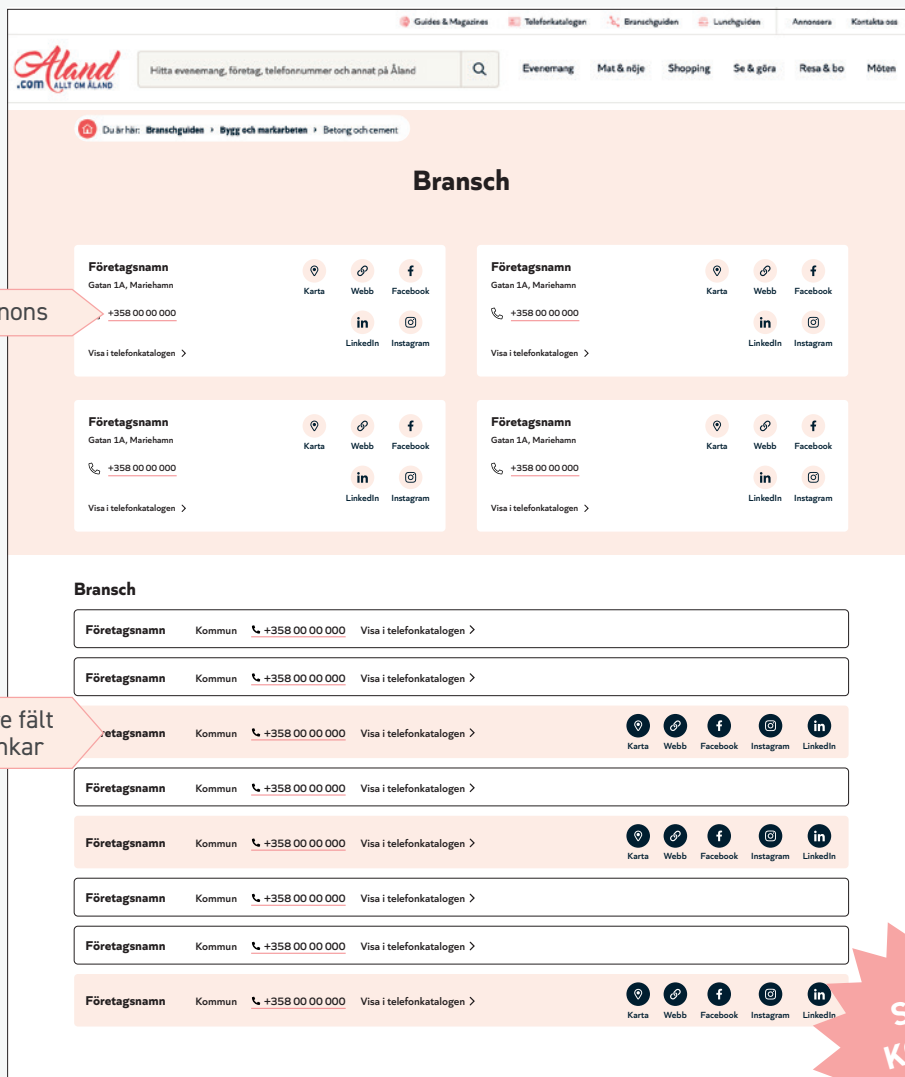 Guides & Magazines Telefonkatalogen Branschguiden Lunchguiden Annonsera Kontakta oss
Åland
.COM ALLT OM ÅLAND
Hitta evenemang, företag, telefonnummer och annat på Åland
Evenemang Mat & nöje Shopping Se & göra Resa & bo Möten
Du är här: Branschguiden > Bygg och markarbeten > Betong och cement
Bransch
Företagsnamn
Gatan 1A, Mariehamn
+358 00 00 000
Visa i telefonkatalogen >
Karta Webb Facebook
LinkedIn Instagram
Företagsnamn
Gatan 1A, Mariehamn
+358 00 00 000
Visa i telefonkatalogen >
Karta Webb Facebook
LinkedIn Instagram
nons
Företagsnamn
Gatan 1A, Mariehamn
+358 00 00 000
Visa i telefonkatalogen >
Karta Webb Facebook
LinkedIn Instagram
Företagsnamn
Gatan 1A, Mariehamn
+358 00 00 000
Visa i telefonkatalogen >
Karta Webb Facebook
LinkedIn Instagram
Bransch
Företagsnamn Kommun +358 00 00 000 Visa i telefonkatalogen >
Företagsnamn Kommun +358 00 00 000 Visa i telefonkatalogen >
e fält
nkar
retagsnamn Kommun +358 00 00 000 Visa i telefonkatalogen > Karta Webb Facebook Instagram LinkedIn
Företagsnamn Kommun +358 00 00 000 Visa i telefonkatalogen >
Företagsnamn Kommun +358 00 00 000 Visa i telefonkatalogen > Karta Webb Facebook Instagram LinkedIn
Företagsnamn Kommun +358 00 00 000 Visa i telefonkatalogen >
Företagsnamn Kommun +358 00 00 000 Visa i telefonkatalogen >
Företagsnamn Kommun +358 00 00 000 Visa i telefonkatalogen > Karta Webb Facebook Instagram LinkedIn